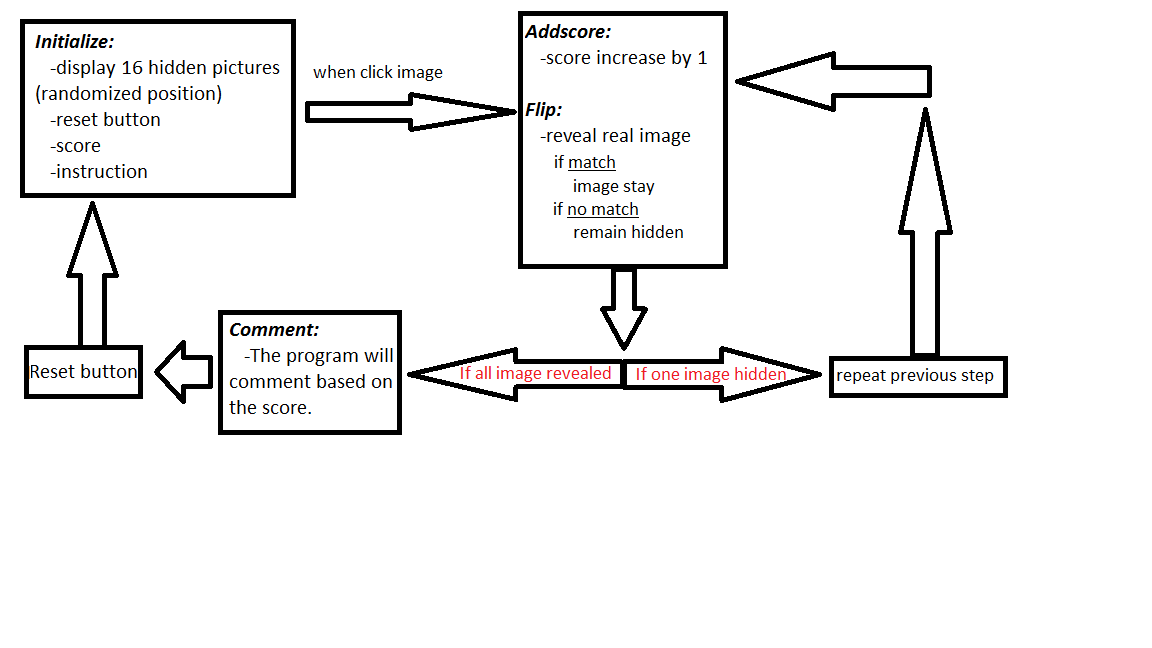 Initialize:
-display 16 hidden pictures
(randomized position)
-reset button
-score
-instruction
when click image
Addscore:
-score increase by 1
Flip:
-reveal real image
if match
image stay
if no match
remain hidden
If all image revealed
If one image hidden
repeat previous step
Comment:
-The program will
comment based on
the score.
Reset button